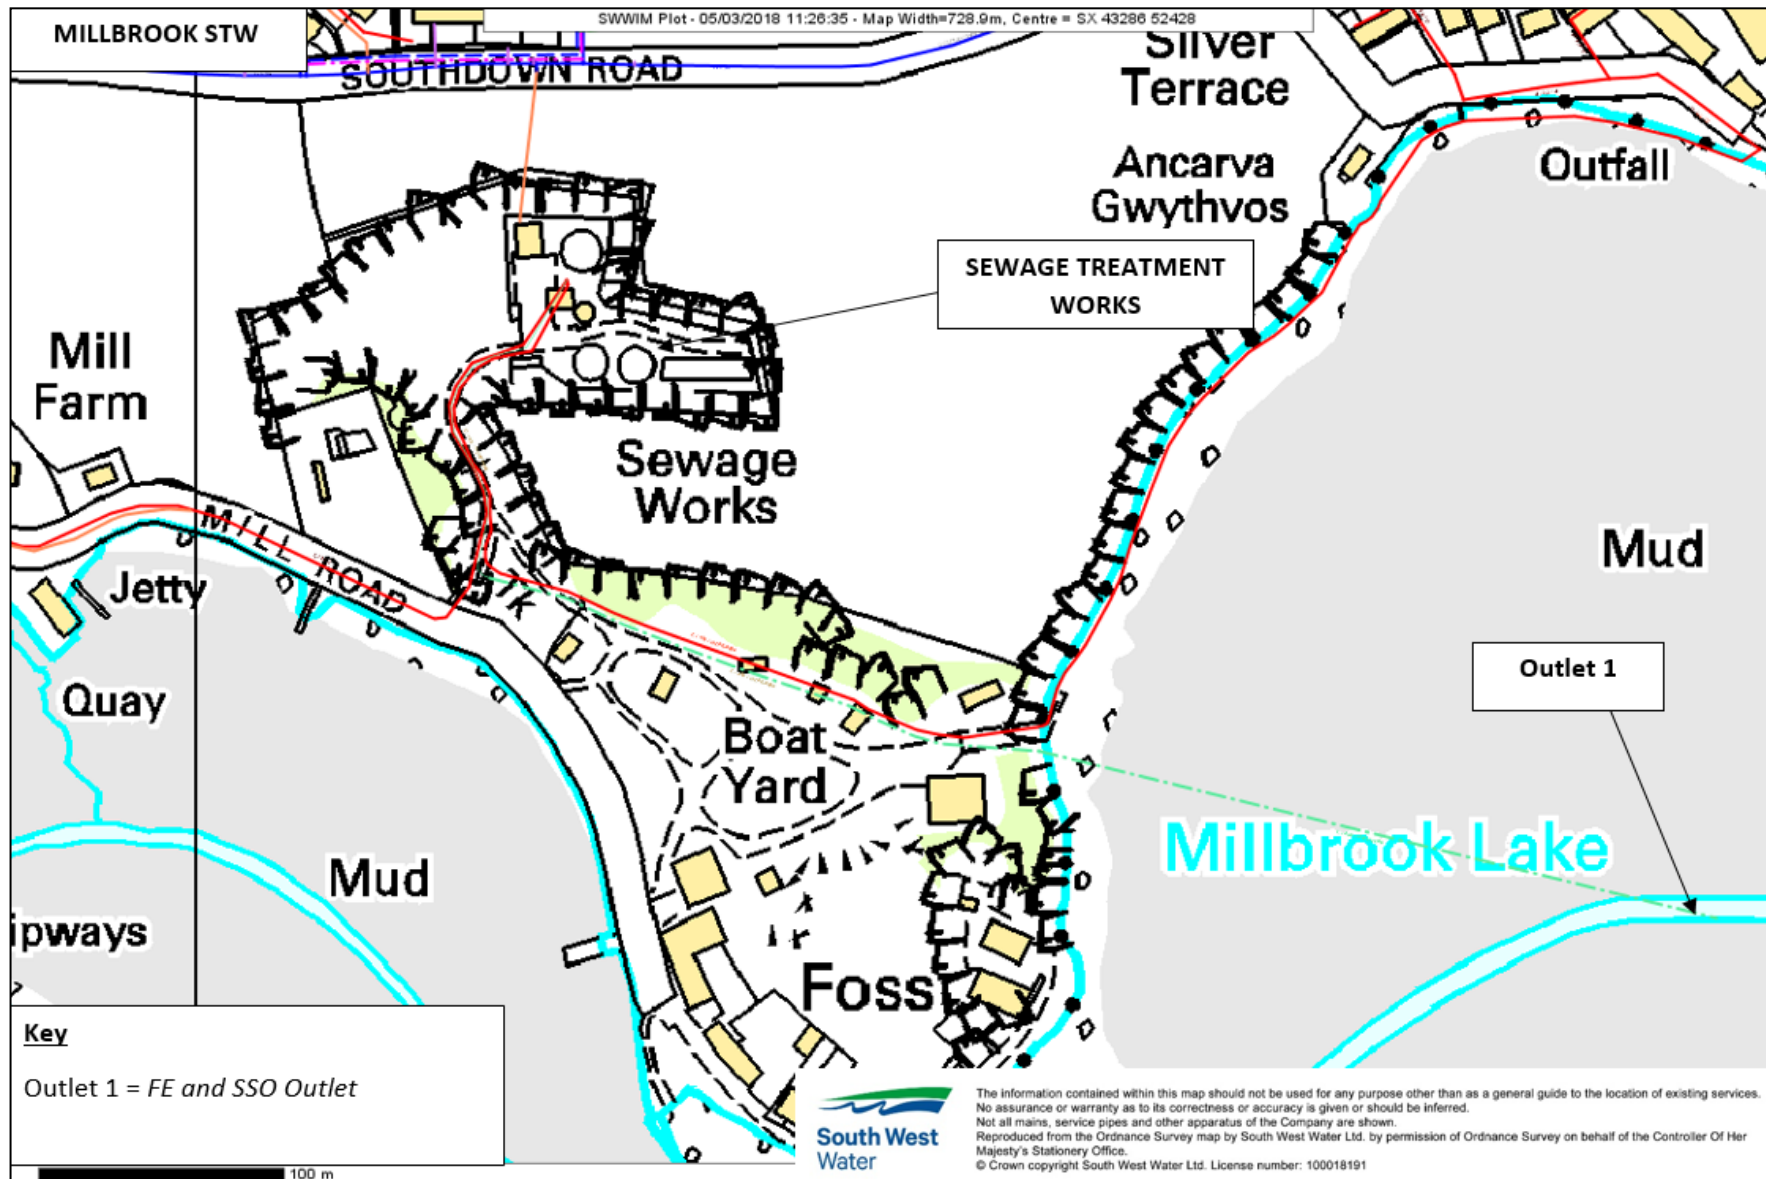 MILLBROOK STW
SWWIM Plot - 05/03/2018 11:26:35 - Map Width=728.9m, Centre = SX 43286 52428
SOUTHDOWN ROAD
Silver
Terrace
Ancarva
Gwythvos
Outfall
SEWAGE TREATMENT
WORKS
Mill
Farm
Sewage
Works
MILL ROAD
Jetty
Tk
Mud
Quay
Outlet 1
Boat
Yard
Millbrook Lake
Mud
ipways
Foss
Key
Outlet 1 = FE and SSO Outlet
100 m
South West
Water
The information contained within this map should not be used for any purpose other than as a general guide to the location of existing services.
No assurance or warranty as to its correctness or accuracy is given or should be inferred.
Not all mains, service pipes and other apparatus of the Company are shown.
Reproduced from the Ordnance Survey map by South West Water Ltd. by permission of Ordnance Survey on behalf of the Controller Of Her
Majesty's Stationery Office.
© Crown copyright South West Water Ltd. License number: 100018191